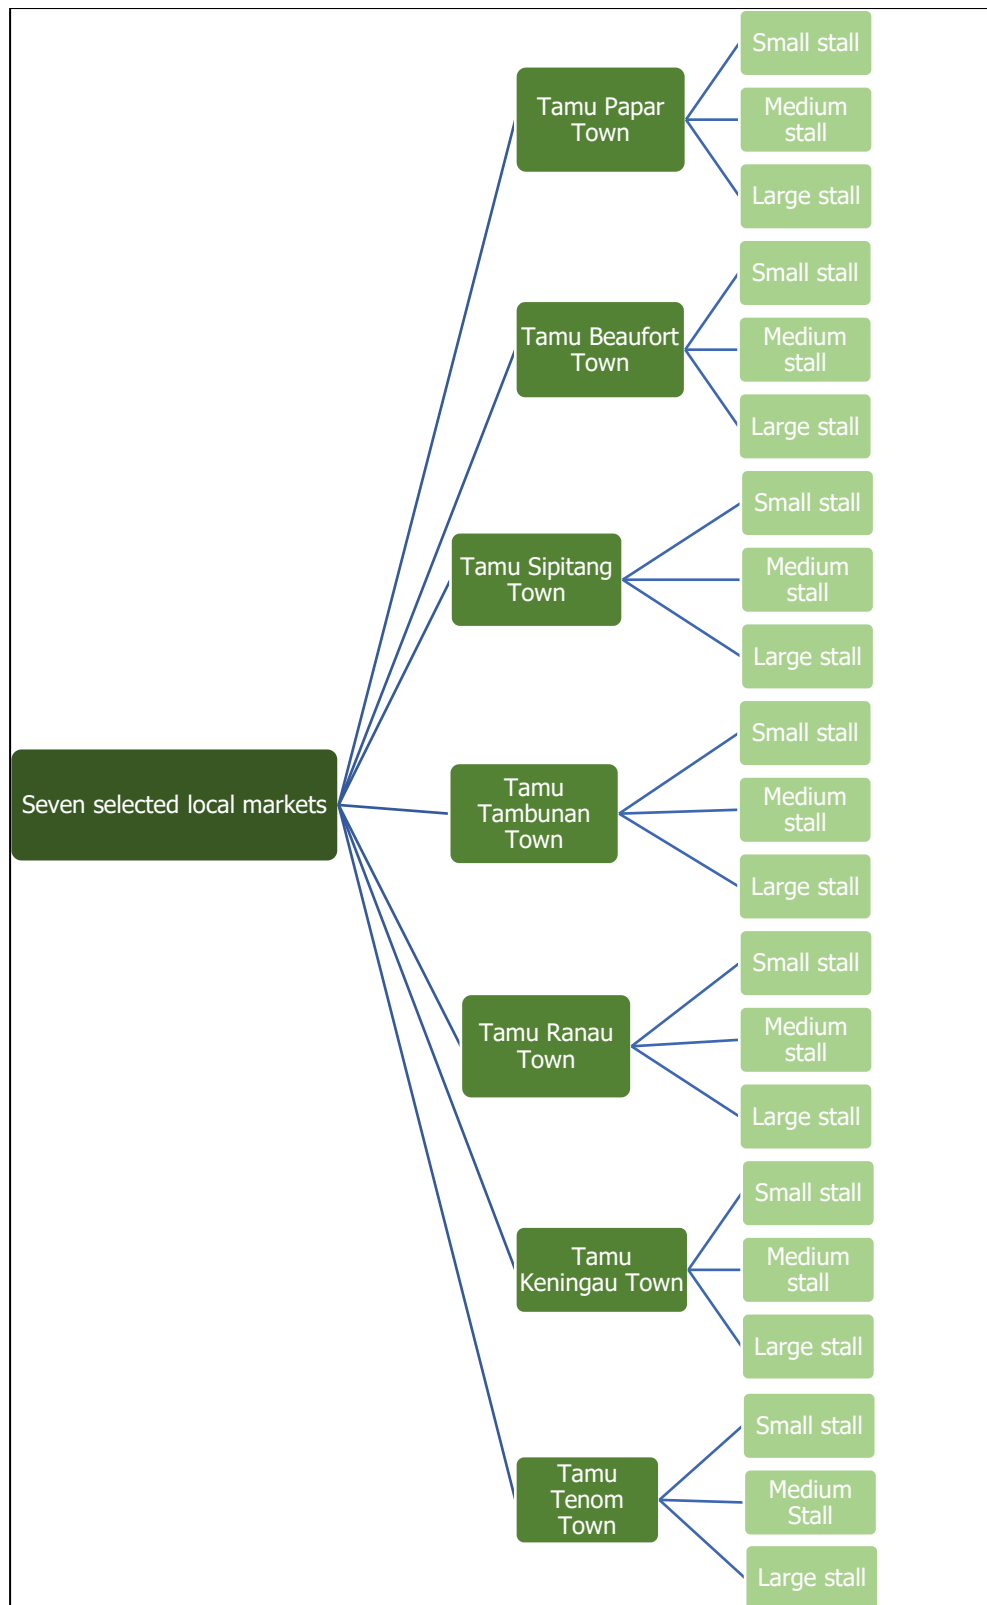 Seven selected local markets
Tamu Papar
Town
Small stall
Medium
stall
Large stall
Tamu Beaufort
Town
Small stall
Medium
stall
Large stall
Tamu Sipitang
Town
Small stall
Medium
stall
Large stall
Tamu
Tambunan
Town
Small stall
Medium
stall
Large stall
Tamu Ranau
Town
Small stall
Medium
stall
Large stall
Tamu
Keningau Town
Small stall
Medium
stall
Large stall
Tamu
Tenom
Town
Small stall
Medium
Stall
Large stall